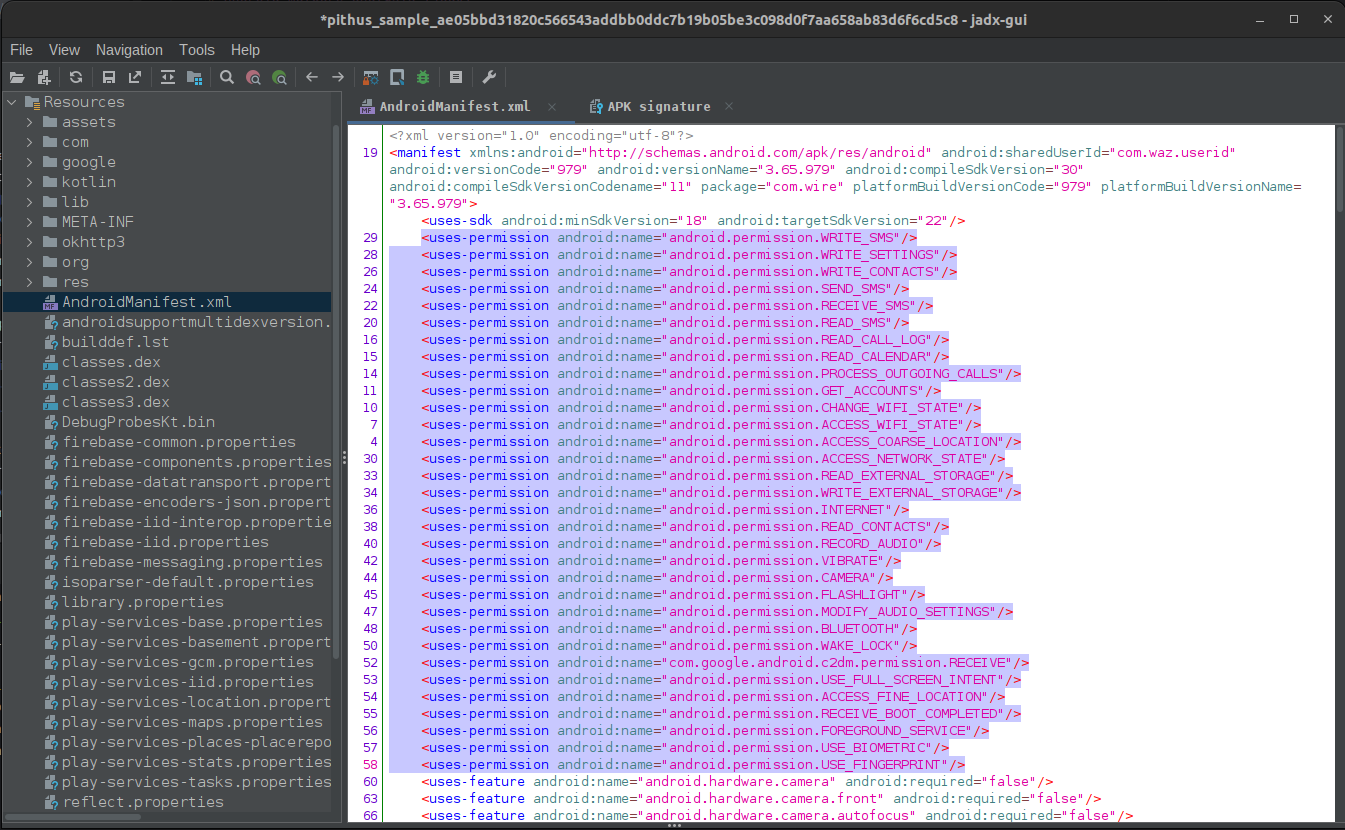 *pithus_sample_ae05bbd31820c566543addbb0ddc7b19b05be3c098d0f7aa658ab83d6f6cd5c8 - jadx-gui
File View Navigation Tools Help
Resources
assets
com
google
kotlin
lib
META-INF
okhttp3
org
res
AndroidManifest.xml
androidsupportmultidexversion.
builddef.lst
classes.dex
classes2.dex
classes3.dex
DebugProbesKt.bin
firebase-common.properties
firebase-components.properties
firebase-datatransport.propert
firebase-encoders-json.propert
firebase-iid-interop.propertie
firebase-iid.properties
firebase-messaging.properties
isoparser-default.properties
library.properties
play-services-base.properties
play-services-basement.propert
play-services-gcm.properties
play-services-iid.properties
play-services-location.propert
play-services-maps.properties
play-services-places-placerepo
play-services-stats.properties
play-services-tasks.properties
reflect.properties
AndroidManifest.xml APK signature
<?xml version="1.0" encoding="utf-8"?>
19 <manifest xmlns:android="http://schemas.android.com/apk/res/android" android:sharedUserId="com.waz.userid"
android:versionCode="979" android:versionName="3.65.979" android:compileSdkVersion="30"
android:compileSdkVersionCodename="11" package="com.wire" platformBuildVersionCode="979" platformBuildVersionName=
"3.65.979">
<uses-sdk android:minSdkVersion="18" android:targetSdkVersion="22"/>
29 <uses-permission android:name="android.permission.WRITE_SMS"/>
28 <uses-permission android:name="android.permission.WRITE_SETTINGS"/>
26 <uses-permission android:name="android.permission.WRITE_CONTACTS"/>
24 <uses-permission android:name="android.permission.SEND_SMS"/>
22 <uses-permission android:name="android.permission.RECEIVE_SMS"/>
20 <uses-permission android:name="android.permission.READ_SMS"/>
16 <uses-permission android:name="android.permission.READ_CALL_LOG"/>
15 <uses-permission android:name="android.permission.READ_CALENDAR"/>
14 <uses-permission android:name="android.permission.PROCESS_OUTGOING_CALLS"/>
11 <uses-permission android:name="android.permission.GET_ACCOUNTS"/>
10 <uses-permission android:name="android.permission.CHANGE_WIFI_STATE"/>
7 <uses-permission android:name="android.permission.ACCESS_WIFI_STATE"/>
4 <uses-permission android:name="android.permission.ACCESS_COARSE_LOCATION"/>
30 <uses-permission android:name="android.permission.ACCESS_NETWORK_STATE"/>
33 <uses-permission android:name="android.permission.READ_EXTERNAL_STORAGE"/>
34 <uses-permission android:name="android.permission.WRITE_EXTERNAL_STORAGE"/>
36 <uses-permission android:name="android.permission.INTERNET"/>
38 <uses-permission android:name="android.permission.READ_CONTACTS"/>
40 <uses-permission android:name="android.permission.RECORD_AUDIO"/>
42 <uses-permission android:name="android.permission.VIBRATE"/>
44 <uses-permission android:name="android.permission.CAMERA"/>
45 <uses-permission android:name="android.permission.FLASHLIGHT"/>
47 <uses-permission android:name="android.permission.MODIFY_AUDIO_SETTINGS"/>
48 <uses-permission android:name="android.permission.BLUETOOTH"/>
50 <uses-permission android:name="android.permission.WAKE_LOCK"/>
52 <uses-permission android:name="com.google.android.c2dm.permission.RECEIVE"/>
53 <uses-permission android:name="android.permission.USE_FULL_SCREEN_INTENT"/>
54 <uses-permission android:name="android.permission.ACCESS_FINE_LOCATION"/>
55 <uses-permission android:name="android.permission.RECEIVE_BOOT_COMPLETED"/>
56 <uses-permission android:name="android.permission.FOREGROUND_SERVICE"/>
57 <uses-permission android:name="android.permission.USE_BIOMETRIC"/>
58 <uses-permission android:name="android.permission.USE_FINGERPRINT"/>
60 <uses-feature android:name="android.hardware.camera" android:required="false"/>
63 <uses-feature android:name="android.hardware.camera.front" android:required="false"/>
66 <uses-feature android:name="android.hardware.camera.autofocus" android:required="false"/>